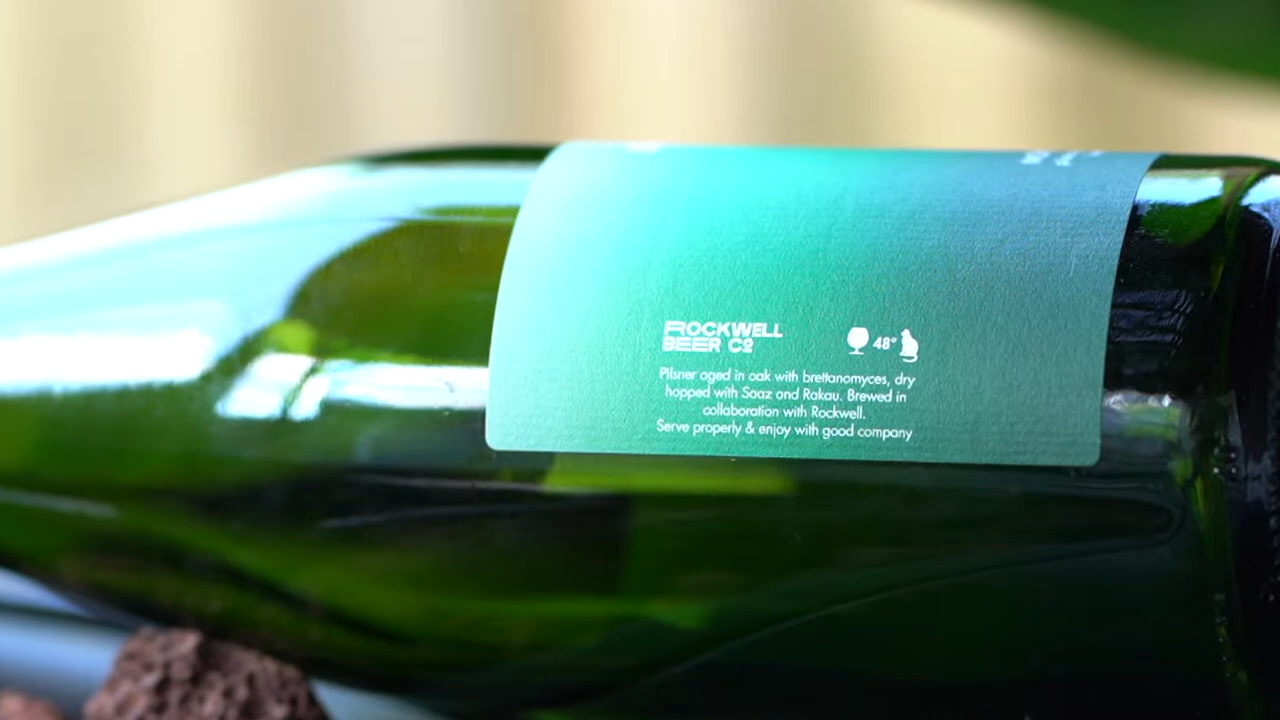 ROCKWELL
BEER CO
48°
Pilsner aged in oak with brettanomyces, dry
hopped with Saaz and Rakau. Brewed in
collaboration with Rockwell.
Serve properly & enjoy with good company